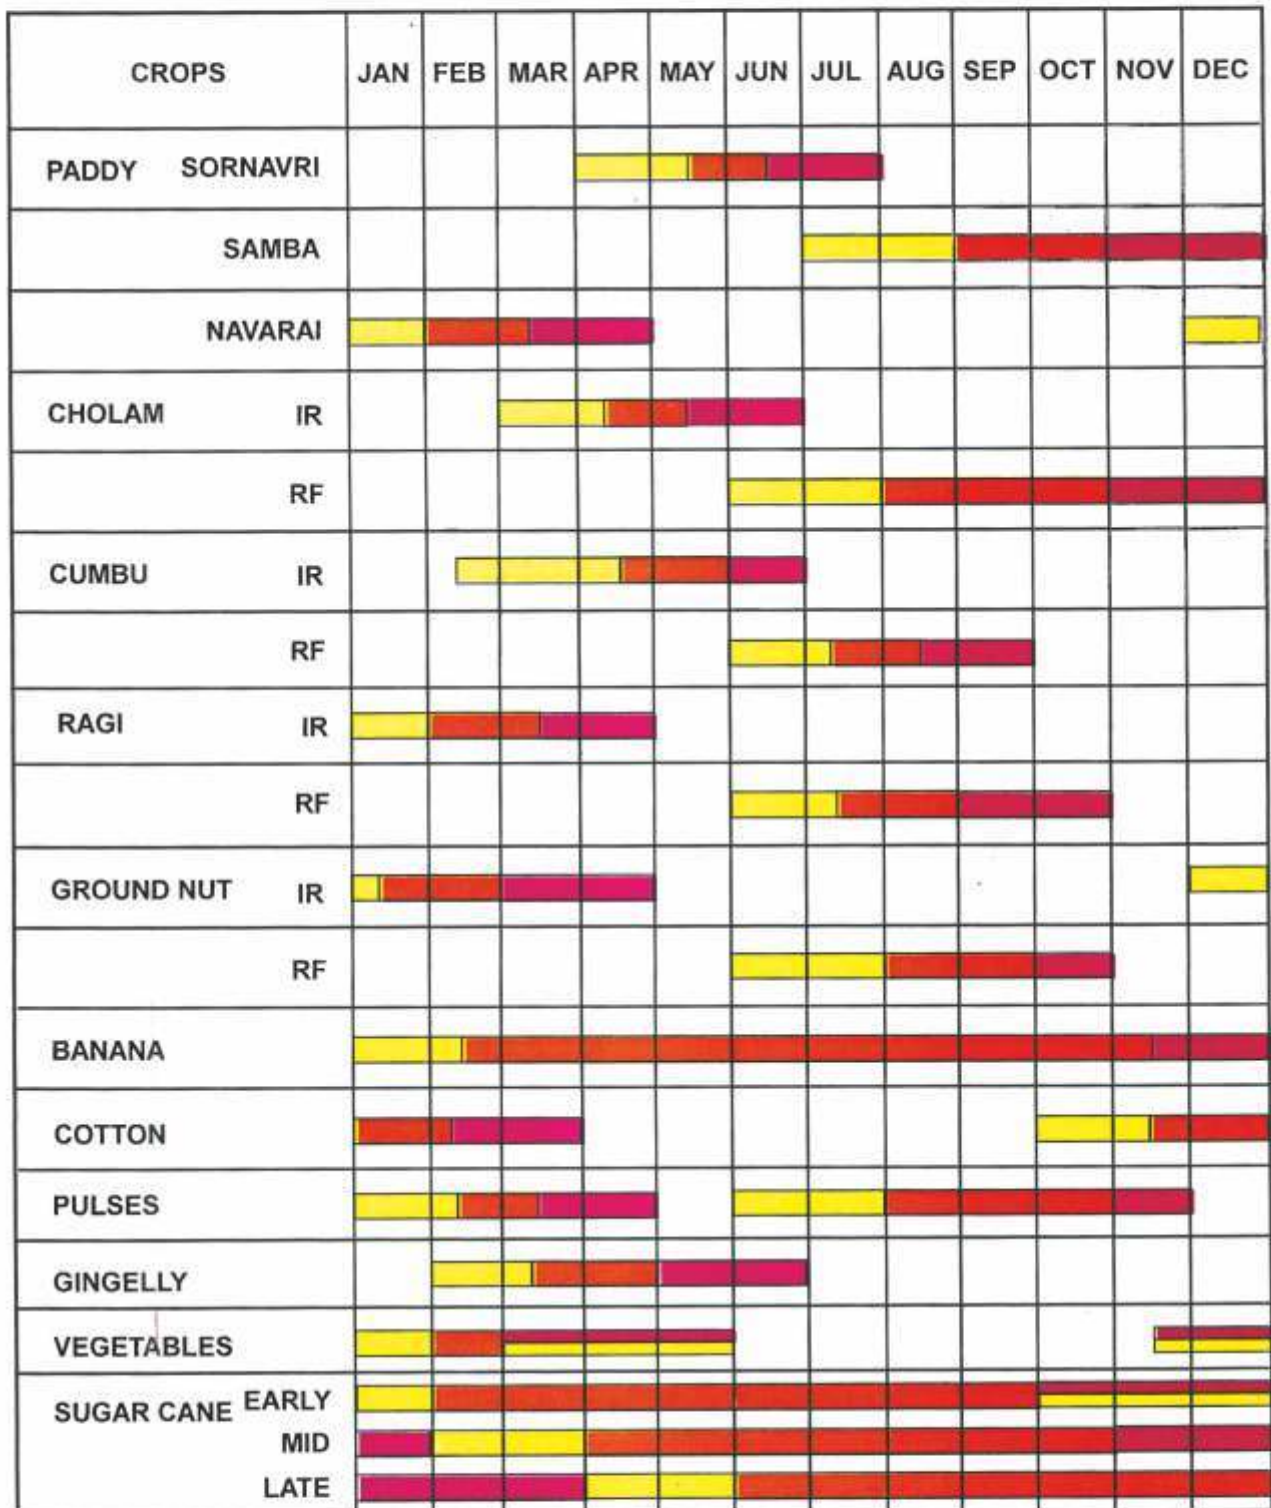 CROPS JAN FEB MAR APR MAY JUN JUL AUG SEP OCT NOV DEC
PADDY SORNAVRI
SAMBA
NAVARAI
CHOLAM IR
RF
CUMBU IR
RF
RAGI IR
RF
GROUND NUT IR
RF
BANANA
COTTON
PULSES
GINGELLY
VEGETABLES
SUGAR CANE EARLY
MID
LATE